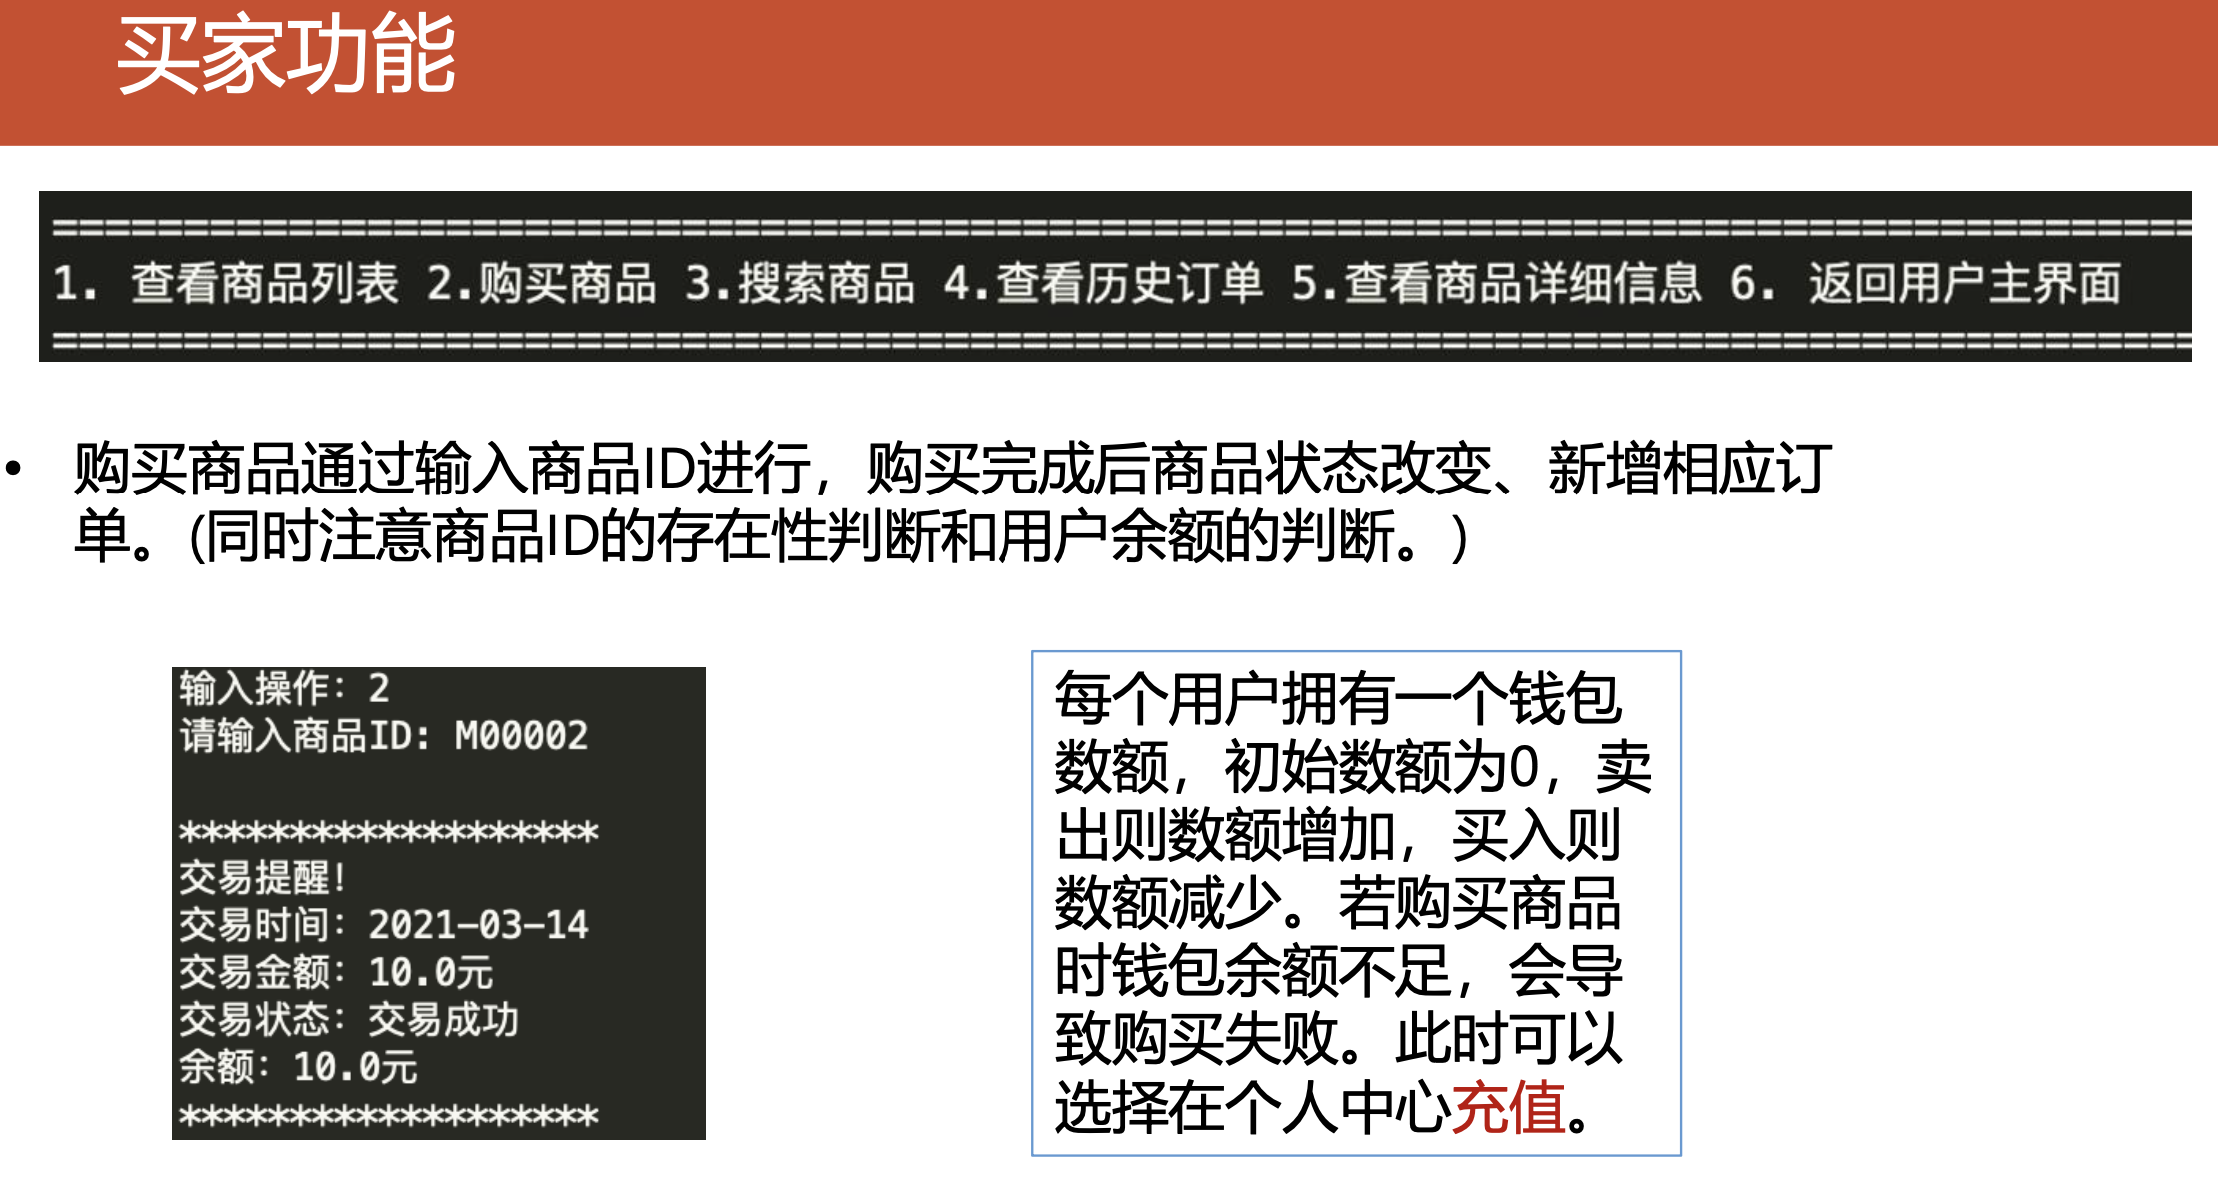 买家功能
================================================================================
1. 查看商品列表 2.购买商品 3.搜索商品 4.查看历史订单 5.查看商品详细信息 6. 返回用户主界面
================================================================================
• 购买商品通过输入商品ID进行，购买完成后商品状态改变、新增相应订
单。(同时注意商品ID的存在性判断和用户余额的判断。)
输入操作：2
请输入商品ID: M00002
*******************
交易提醒！
交易时间：2021-03-14
交易金额：10.0元
交易状态：交易成功
余额：10.0元
*******************
每个用户拥有一个钱包
数额，初始数额为0，卖
出则数额增加，买入则
数额减少。若购买商品
时钱包余额不足，会导
致购买失败。此时可以
选择在个人中心充值。